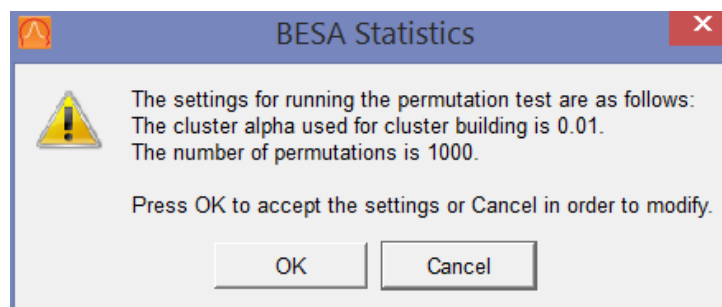 BESA Statistics
The settings for running the permutation test are as follows:
The cluster alpha used for cluster building is 0.01.
The number of permutations is 1000.
Press OK to accept the settings or Cancel in order to modify.
OK
Cancel